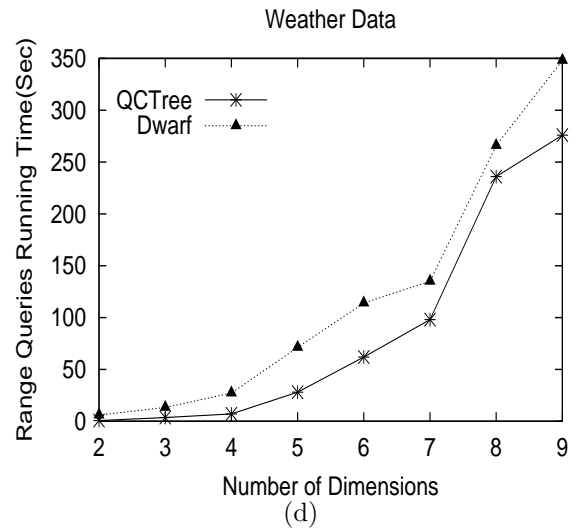 Weather Data
Range Queries Running Time(Sec)
350
300
250
200
150
100
50
0
QCTree
Dwarf
2 3 4 5 6 7 8 9
Number of Dimensions
(d)